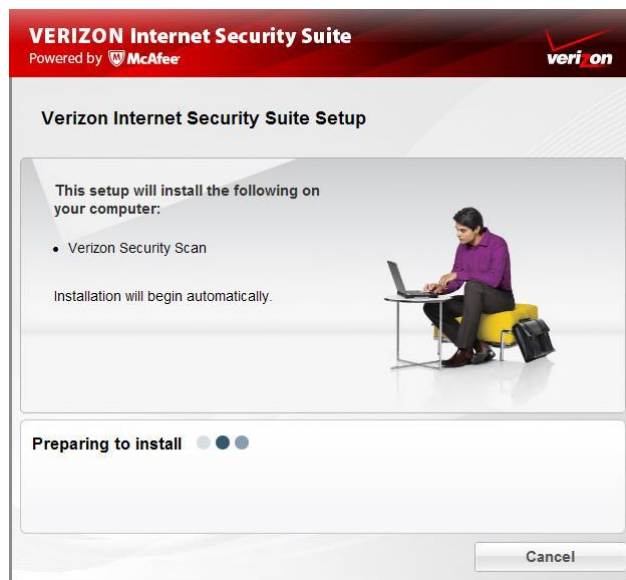 VERIZON Internet Security Suite
Powered by McAfee
verizon
Verizon Internet Security Suite Setup
This setup will install the following on
your computer:
• Verizon Security Scan
Installation will begin automatically.
Preparing to install
Cancel